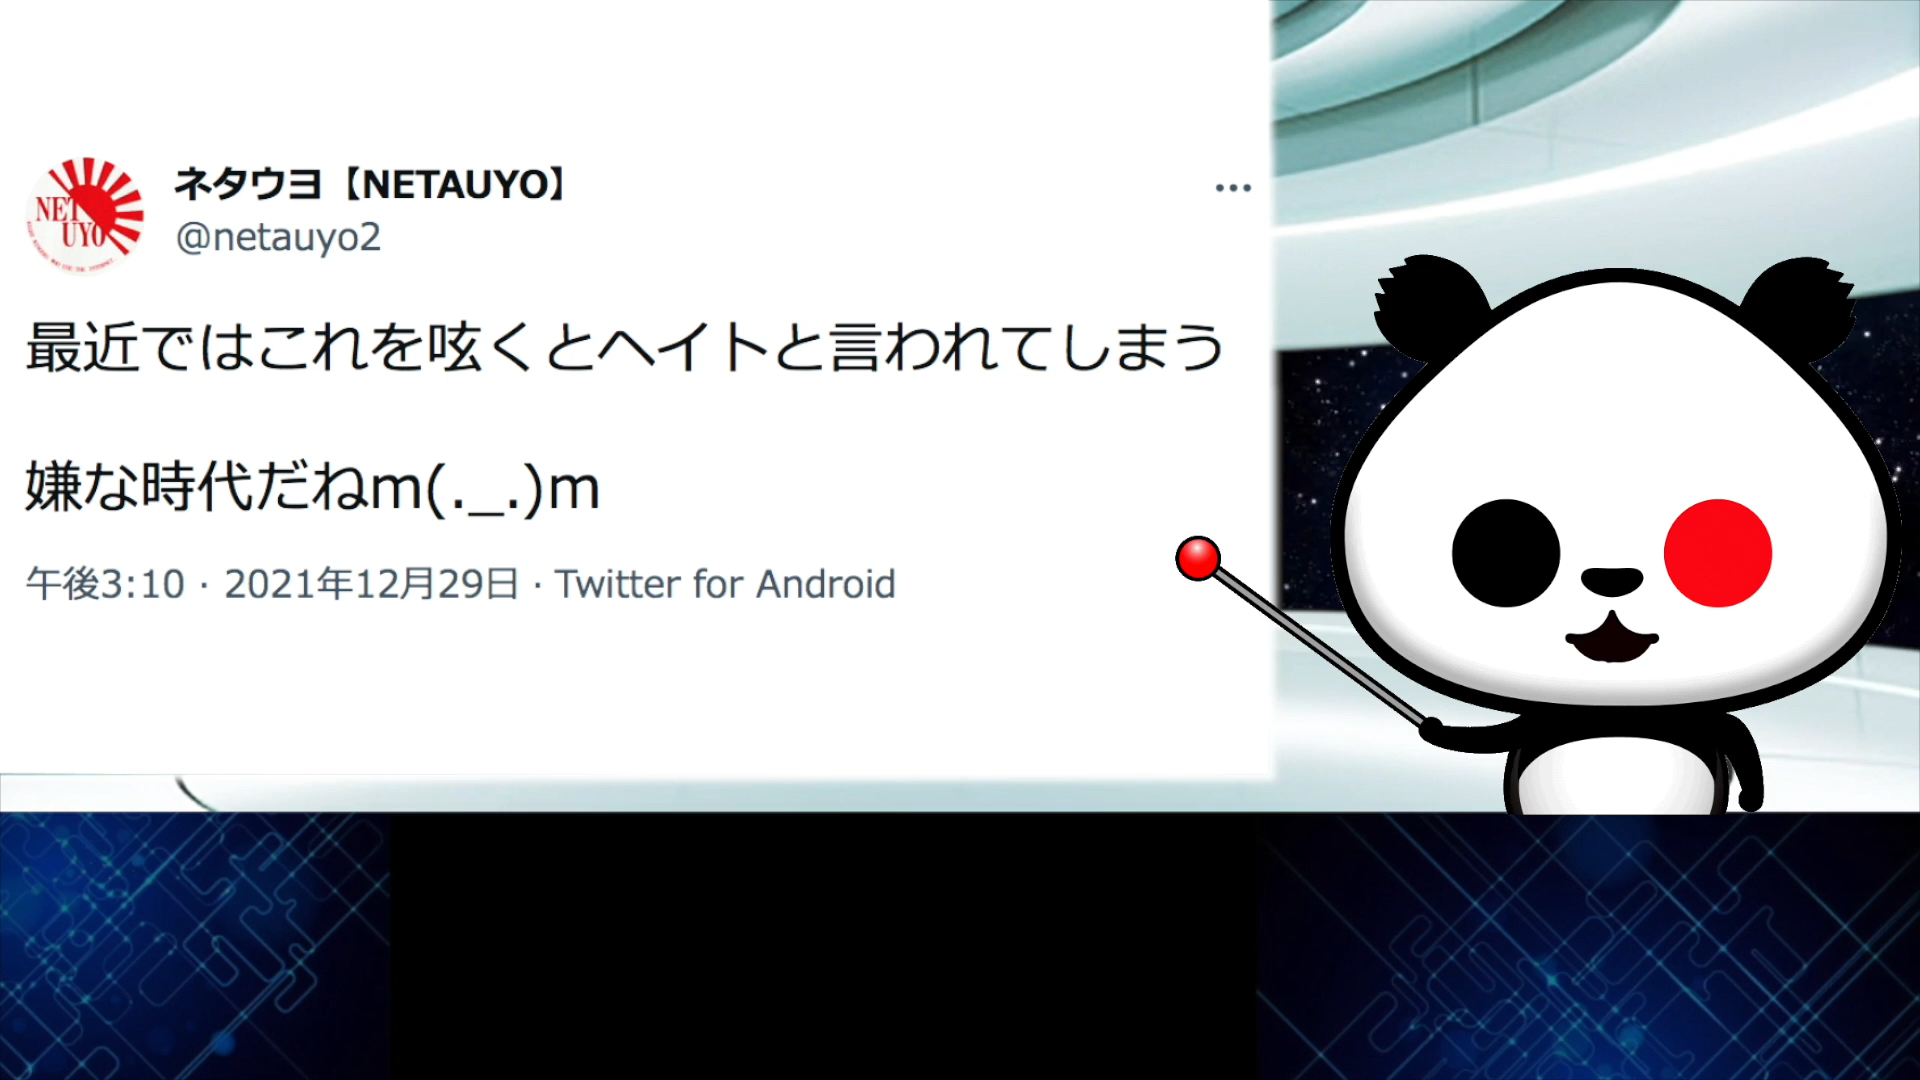 ネタウヨ【NETAUYO】
@netauyo2
NET
UYO
最近ではこれを呟くとヘイトと言われてしまう
嫌な時代だねm(._.)m
午後3:10 · 2021年12月29日 · Twitter for Android